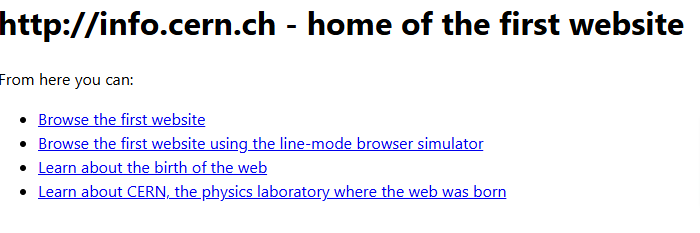 http://info.cern.ch - home of the first website
From here you can:
Browse the first website
Browse the first website using the line-mode browser simulator
Learn about the birth of the web
Learn about CERN, the physics laboratory where the web was born